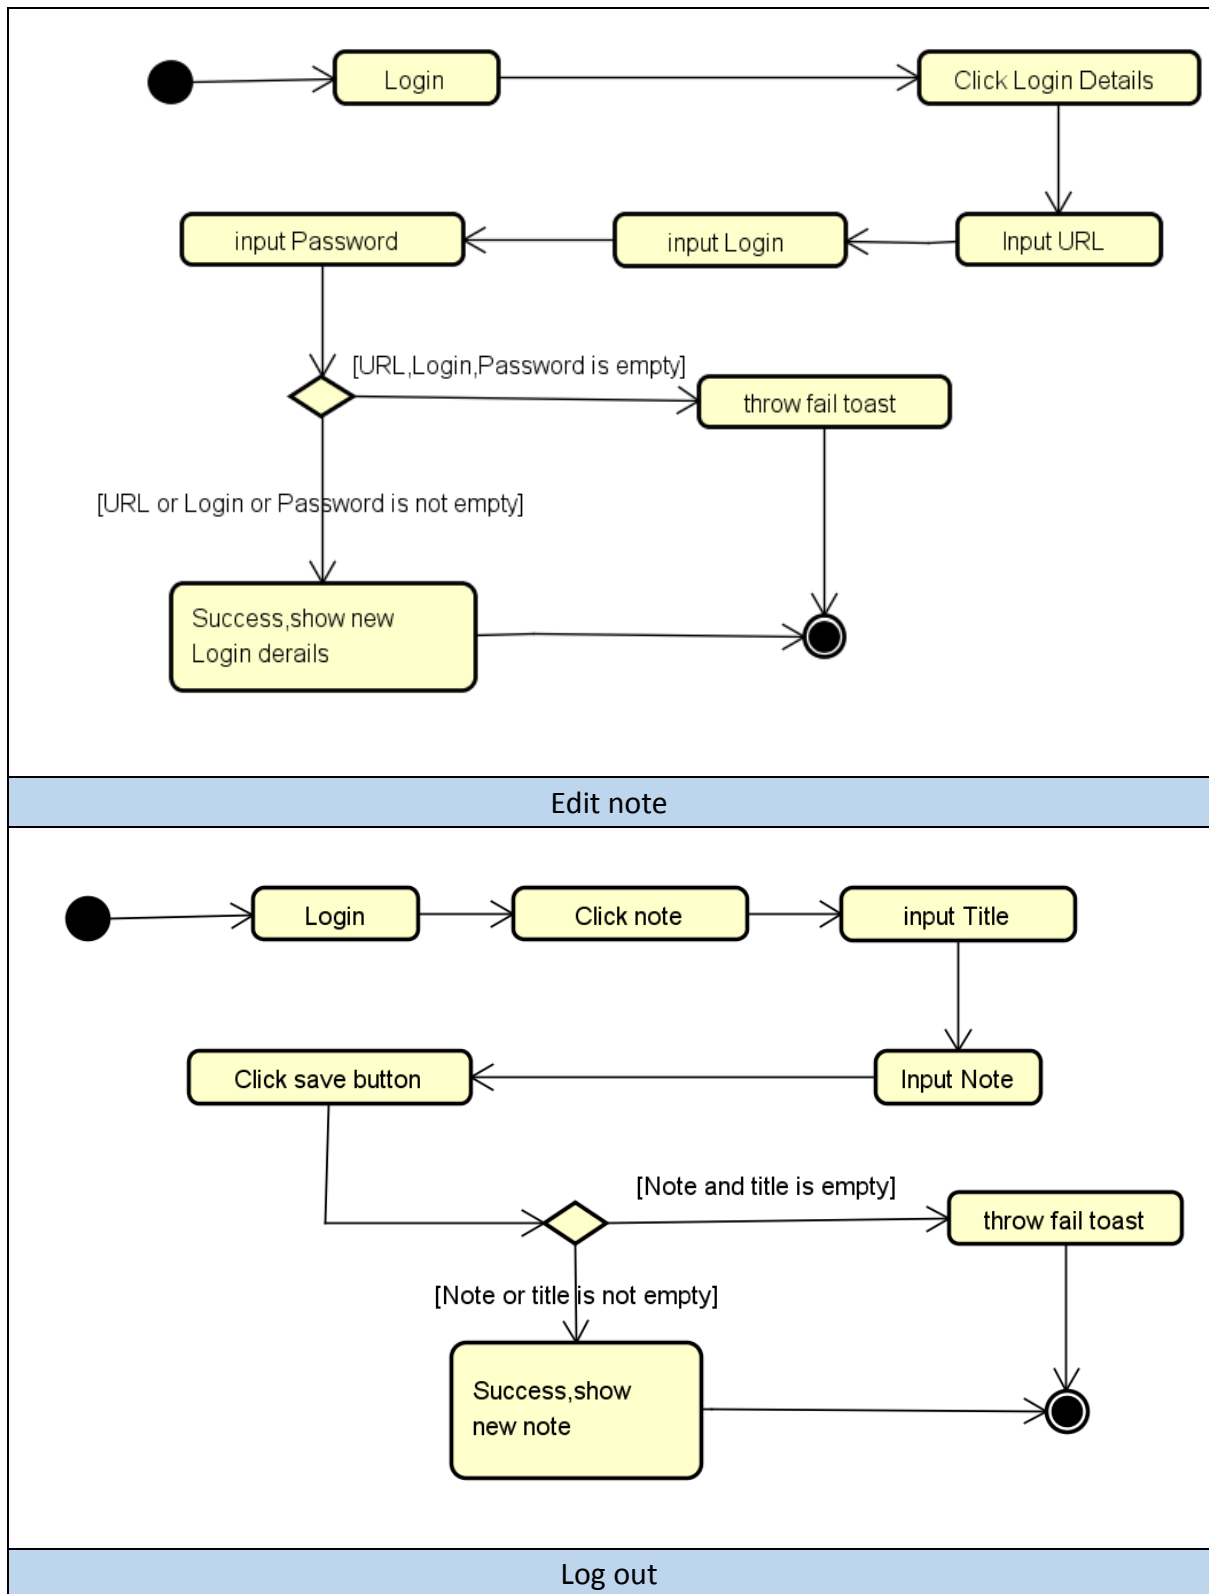 Login
Click Login Details
input Password
input Login
Input URL
[URL,Login,Password is empty]
throw fail toast
[URL or Login or Password is not empty]
Success,show new
Login derails
Edit note
Login
Click note
input Title
Click save button
Input Note
[Note and title is empty]
throw fail toast
[Note or title is not empty]
Success,show
new note
Log out